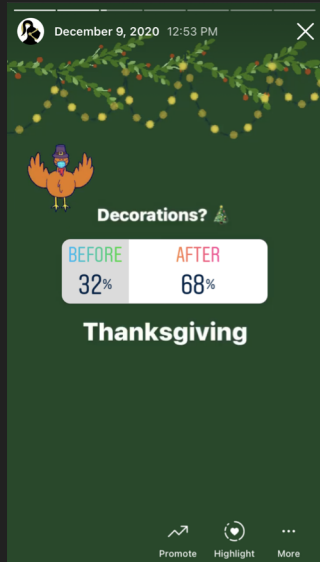 December 9, 2020 12:53 PM
Decorations? 🎄
BEFORE AFTER
32% 68%
Thanksgiving
Promote Highlight More